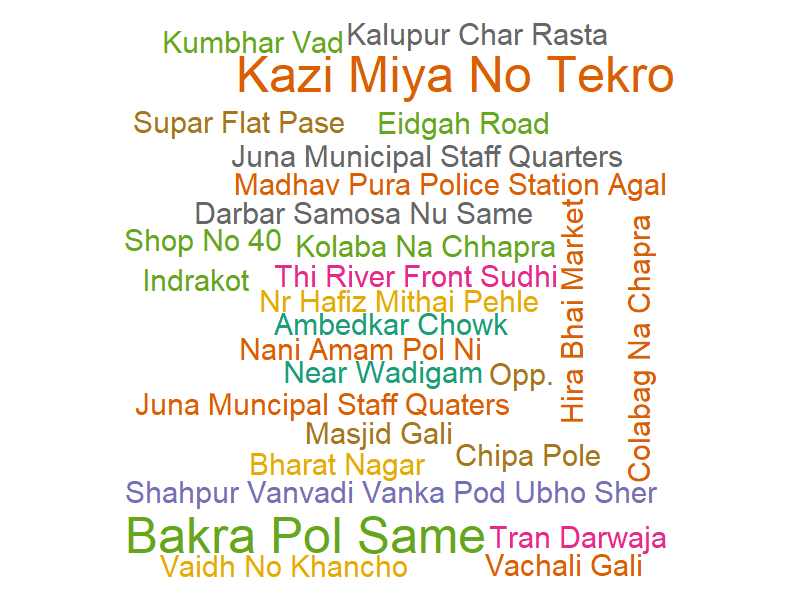 Kumbhar Vad
Kalupur Char Rasta
Kazi Miya No Tekro
Supar Flat Pase
Eidgah Road
Juna Municipal Staff Quarters
Madhav Pura Police Station Agal
Darbar Samosa Nu Same
Shop No 40
Kolaba Na Chhapra
Indrakot
Thi River Front Sudhi
Nr Hafiz Mithai Pehle
Ambedkar Chowk
Nani Amam Pol Ni
Near Wadigam
Opp.
Hira Bhai Market
Colabag Na Chapra
Juna Muncipal Staff Quaters
Masjid Gali
Bharat Nagar
Chipa Pole
Shahpur Vanvadi Vanka Pod Ubho Sher
Bakra Pol Same
Tran Darwaja
Vaidh No Khancho
Vachali Gali